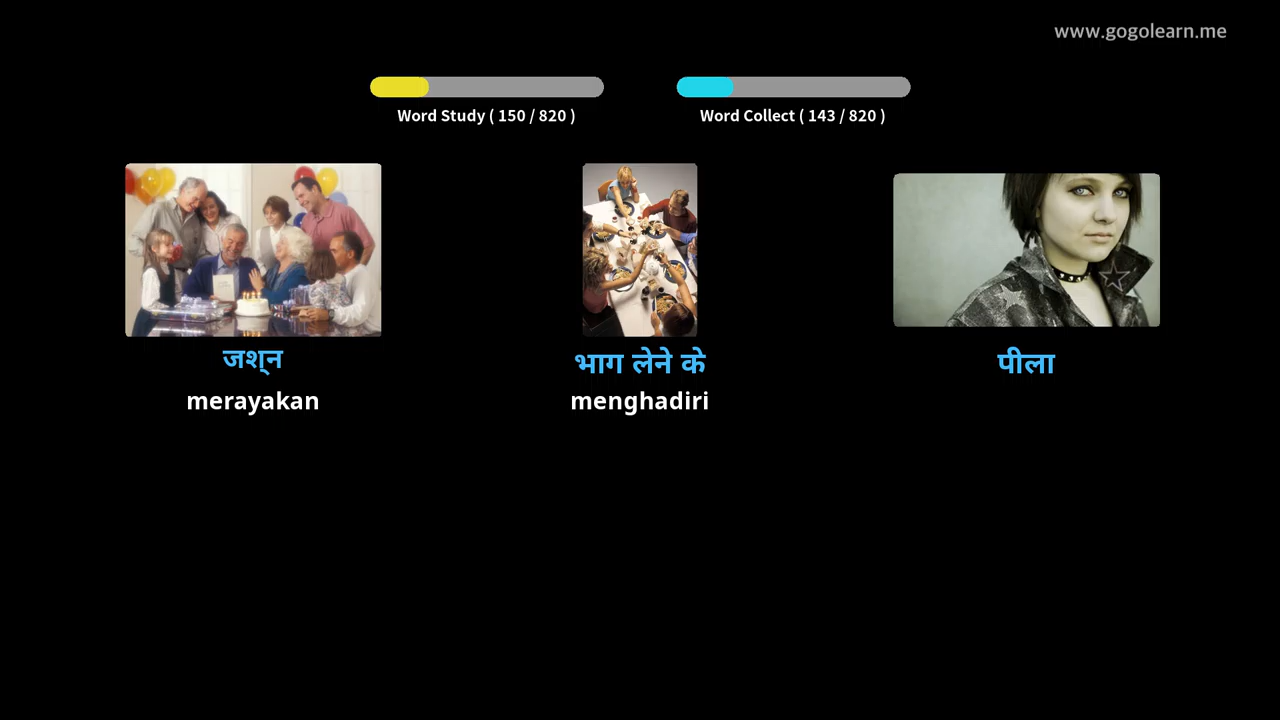 www.gogolearn.me
Word Study ( 150 / 820 )
Word Collect ( 143 / 820 )
जश्‍न
merayakan
भाग लेने के
menghadiri
पीला